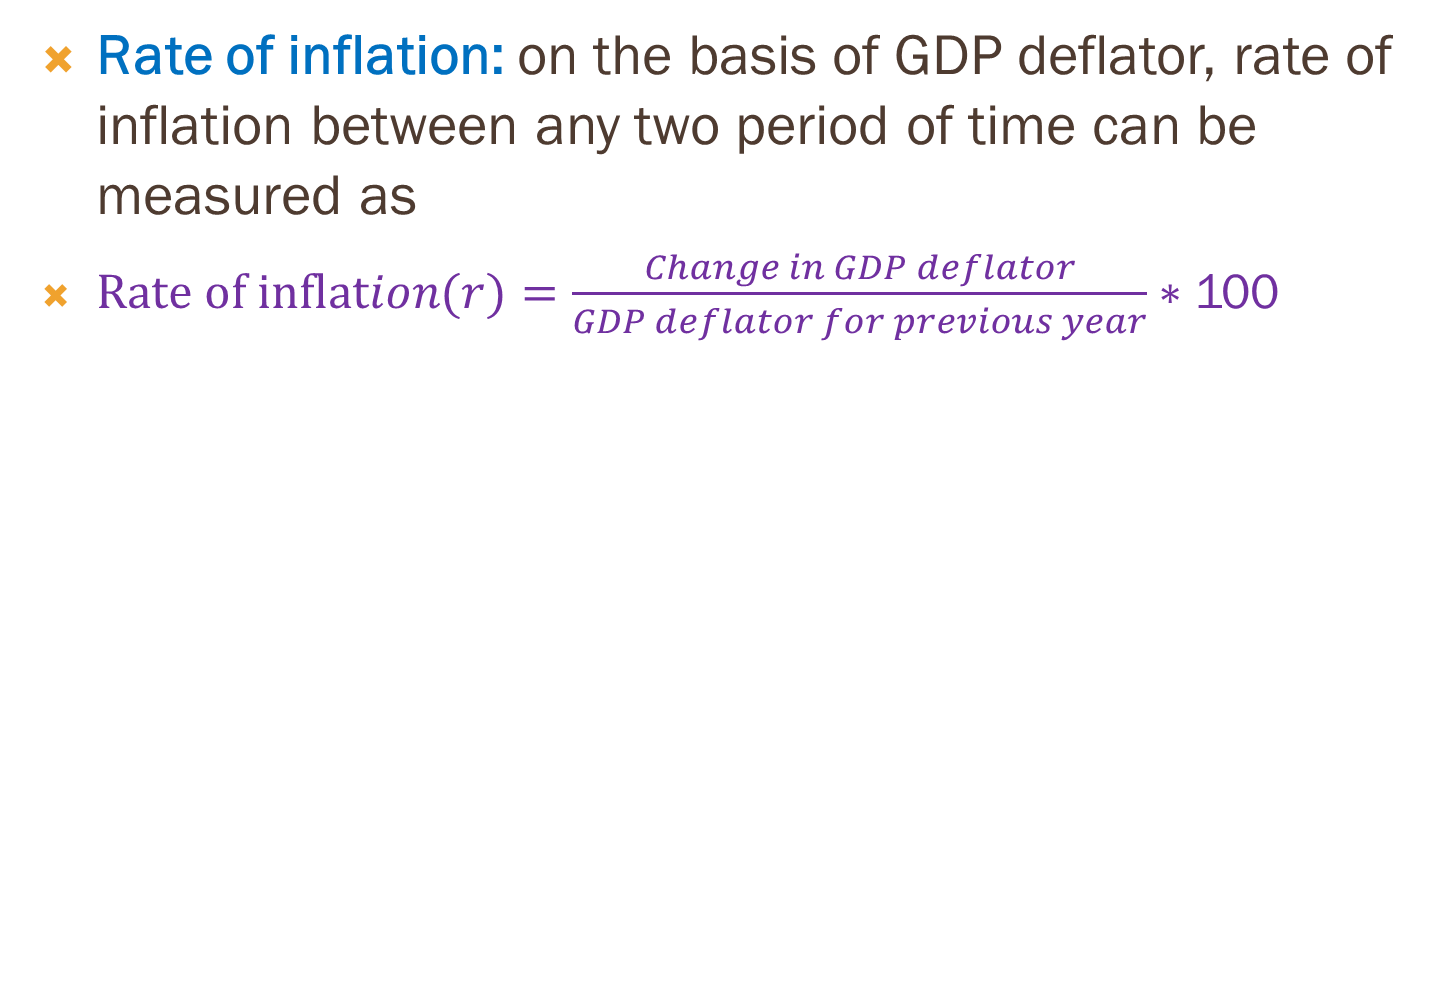 Rate of inflation: on the basis of GDP deflator, rate of
inflation between any two period of time can be
measured as
Rate of inflation(r) = Change in GDP deflator / GDP deflator for previous year * 100